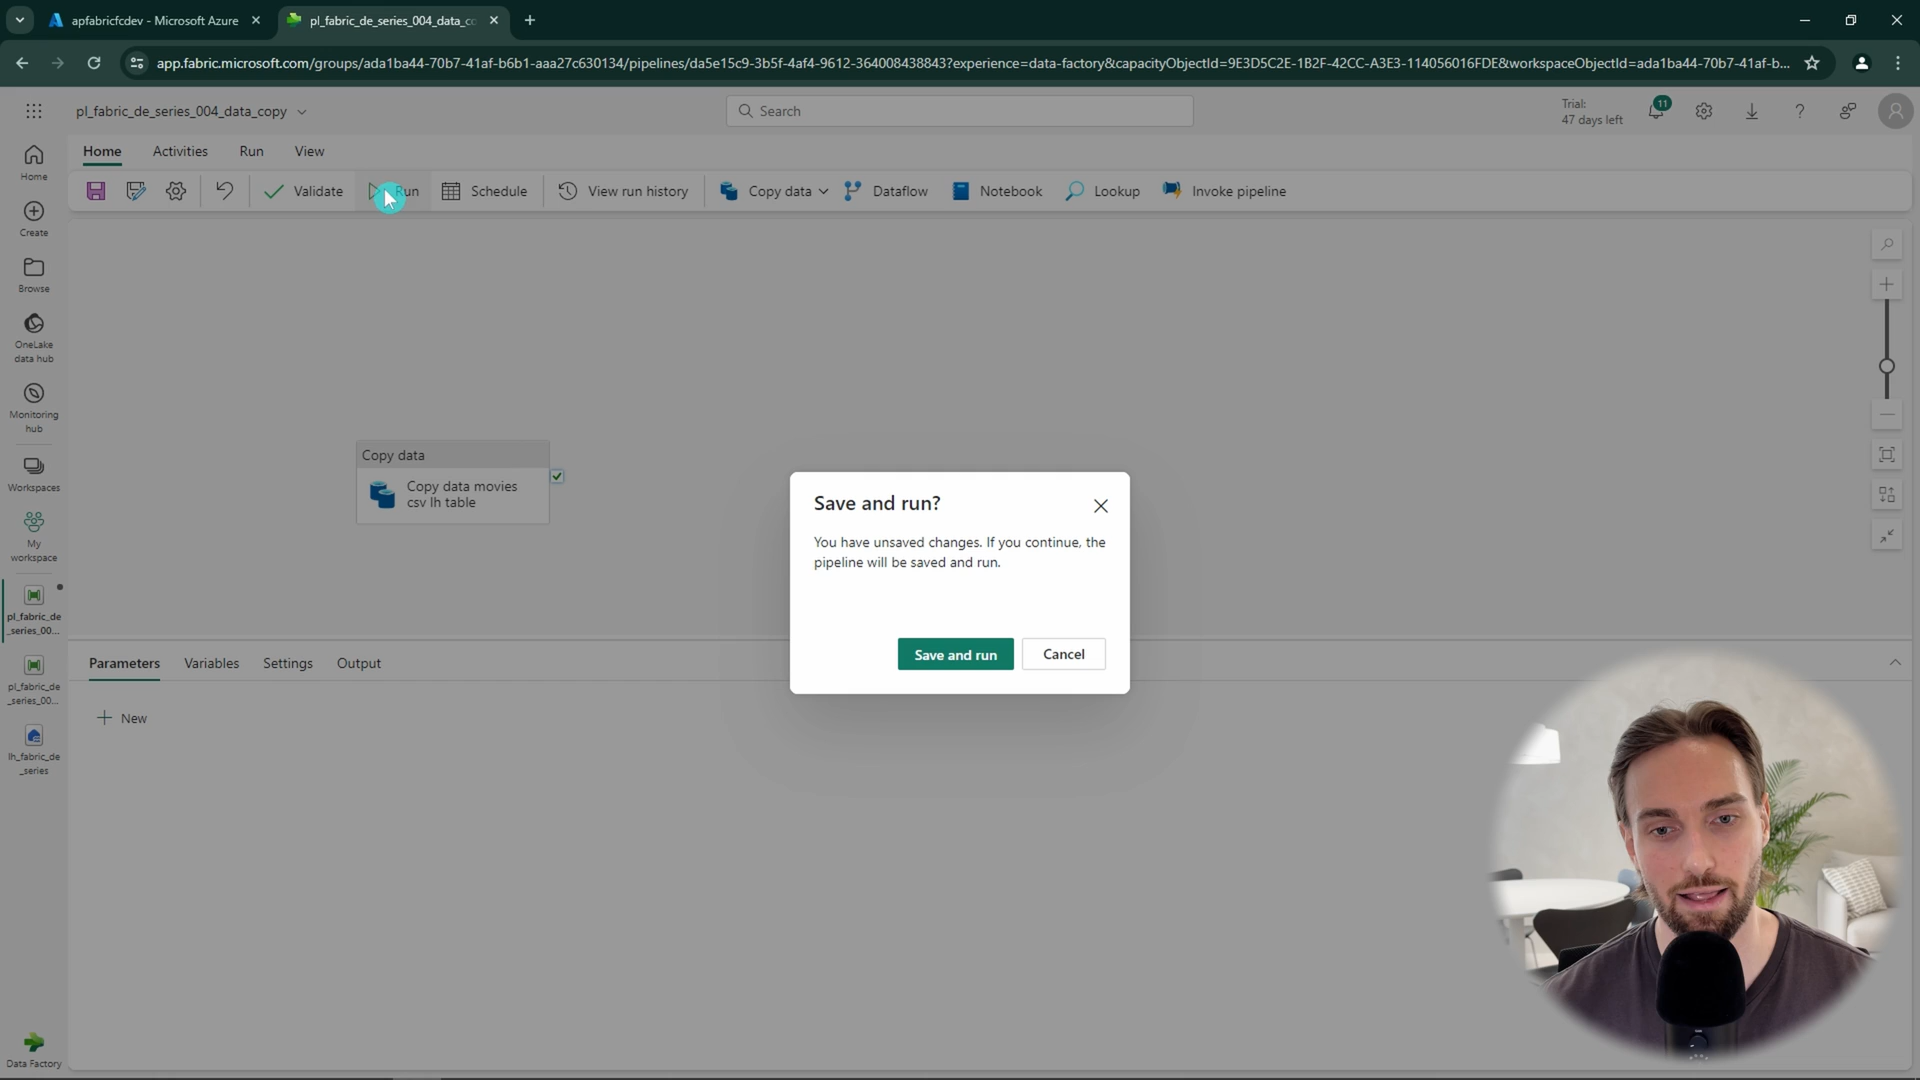 apfabricfcdev - Microsoft Azure
pl_fabric_de_series_004_data_co
app.fabric.microsoft.com/groups/ada1ba44-70b7-41af-b6b1-aaa27c630134/pipelines/da5e15c9-3b5f-4af4-9612-364008438843?experience=data-factory&capacityObjectId=9E3D5C2E-1B2F-42CC-A3E3-114056016FDE&workspaceObjectId=ada1ba44-70b7-41af-b...
pl_fabric_de_series_004_data_copy
Search
Trial:
47 days left
11
Home
Activities
Run
View
Validate
Run
Schedule
View run history
Copy data
Dataflow
Notebook
Lookup
Invoke pipeline
Home
Create
Browse
OneLake
data hub
Monitoring
hub
Workspaces
My
workspace
pl_fabric_de
_series_00...
pl_fabric_de
_series_00...
lh_fabric_de
_series
Data Factory
Copy data
Copy data movies
csv lh table
Save and run?
You have unsaved changes. If you continue, the
pipeline will be saved and run.
Save and run
Cancel
Parameters
Variables
Settings
Output
New